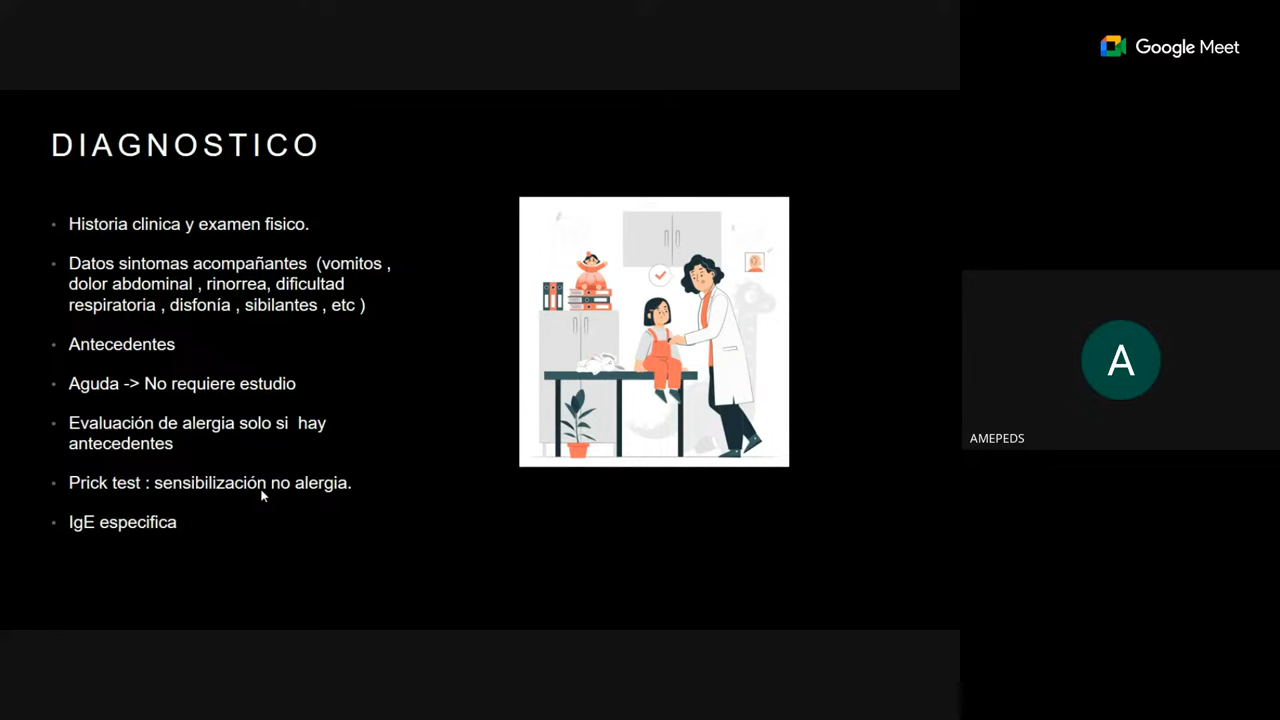 Google Meet
DIAGNOSTICO
Historia clinica y examen fisico.
Datos sintomas acompañantes (vomitos ,
dolor abdominal , rinorrea, dificultad
respiratoria , disfonía , sibilantes , etc )
Antecedentes
Aguda -> No requiere estudio
Evaluación de alergia solo si hay
antecedentes
Prick test : sensibilización no alergia.
IgE especifica
A
AMEPEDS